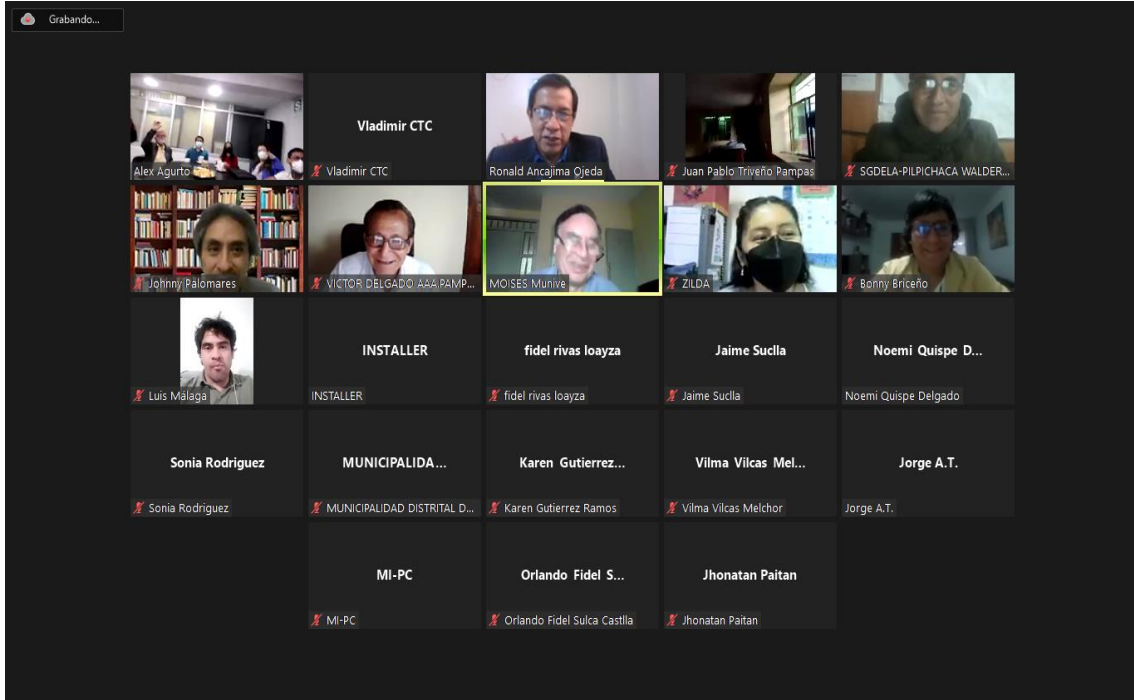 Grabando...
Alex Agurto
Vladimir CTC
Vladimir CTC
Ronald Ancajima Ojeda
Juan Pablo Triveño Pampas
SGDELA-PILPICHACA WALDER...
Johnny Palomares
VICTOR DELGADO AAA PAMP...
MOISES Munive
ZILDA
Bonny Briceño
Luis Málaga
INSTALLER
INSTALLER
fidel rivas loayza
fidel rivas loayza
Jaime Suclla
Jaime Suclla
Noemi Quispe D...
Noemi Quispe Delgado
Sonia Rodriguez
Sonia Rodriguez
MUNICIPALIDA...
MUNICIPALIDAD DISTRITAL D...
Karen Gutierrez...
Karen Gutierrez Ramos
Vilma Vilcas Mel...
Vilma Vilcas Melchor
Jorge A.T.
Jorge A.T.
MI-PC
MI-PC
Orlando Fidel S...
Orlando Fidel Sulca Castlla
Jhonatan Paitan
Jhonatan Paitan